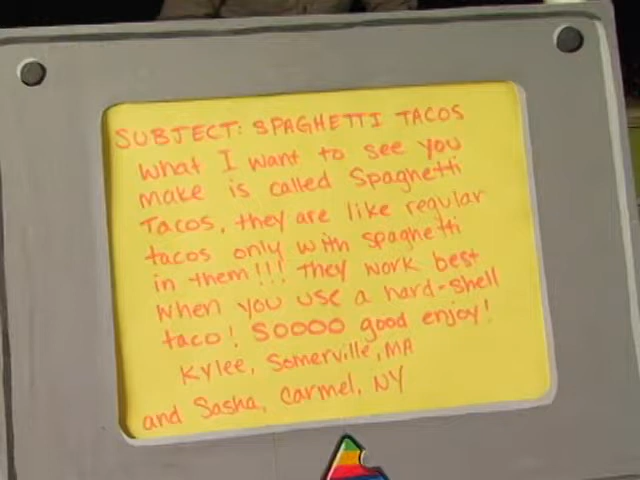 SUBJECT: SPAGHETTI TACOS
What I want to see you
make is called Spaghetti
Tacos, they are like regular
tacos only with spaghetti
in them!!! They work best
when you use a hard-shell
taco! SOOOO good enjoy!
Kylee, Somerville, MA
and Sasha, Carmel, NY